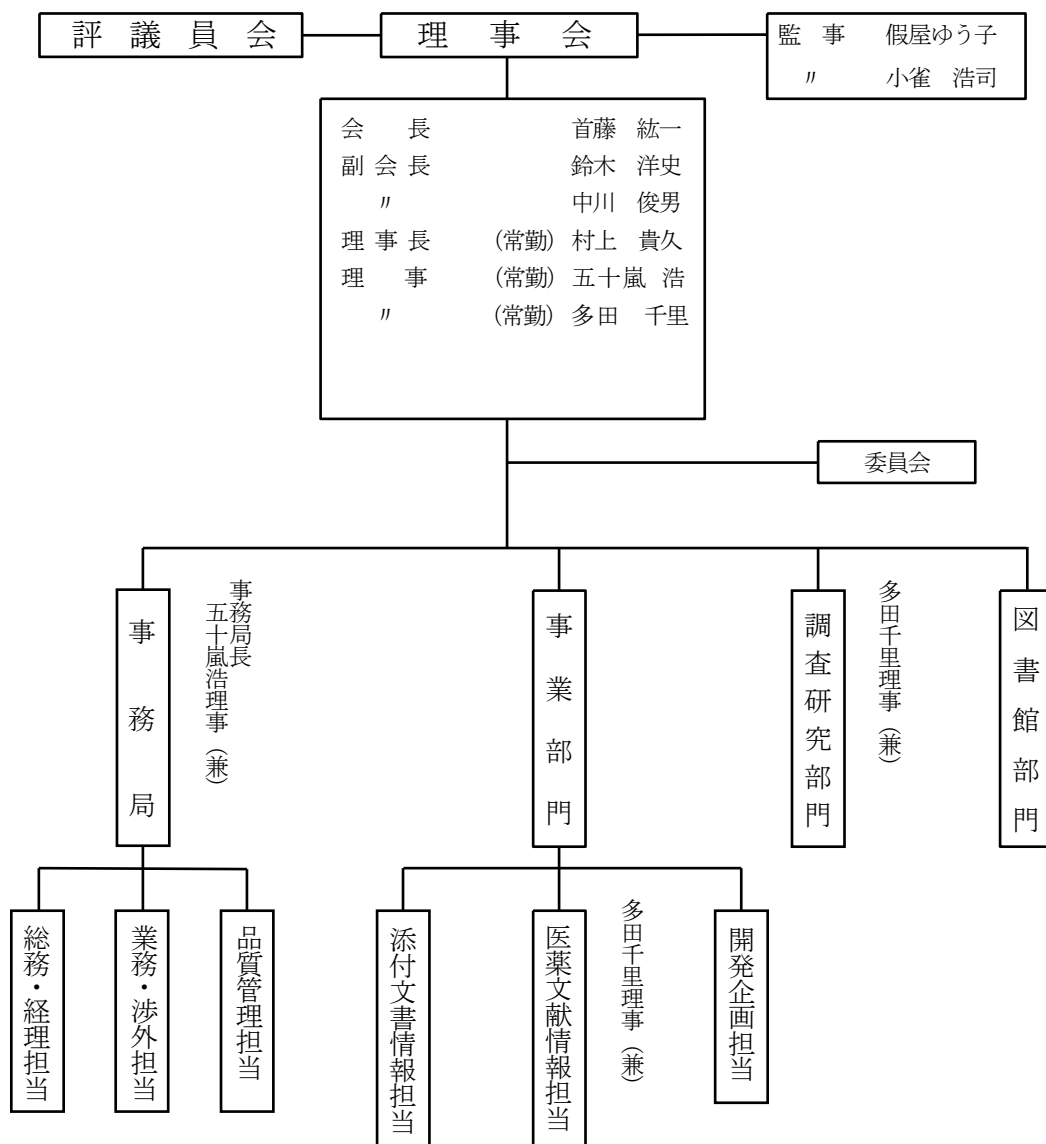 評議員会
理事会
監事 假屋ゆう子
〃 小雀 浩司
会長 首藤 紘一
副会長 鈴木 洋史
〃 中川 俊男
理事長 (常勤) 村上 貴久
理事 (常勤) 五十嵐 浩
〃 (常勤) 多田 千里
委員会
事務局
事務局長
五十嵐浩理事(兼)
事業部門
調査研究部門
多田千里理事(兼)
図書館部門
総務・経理担当
業務・渉外担当
品質管理担当
添付文書情報担当
医薬文献情報担当
多田千里理事(兼)
開発企画担当